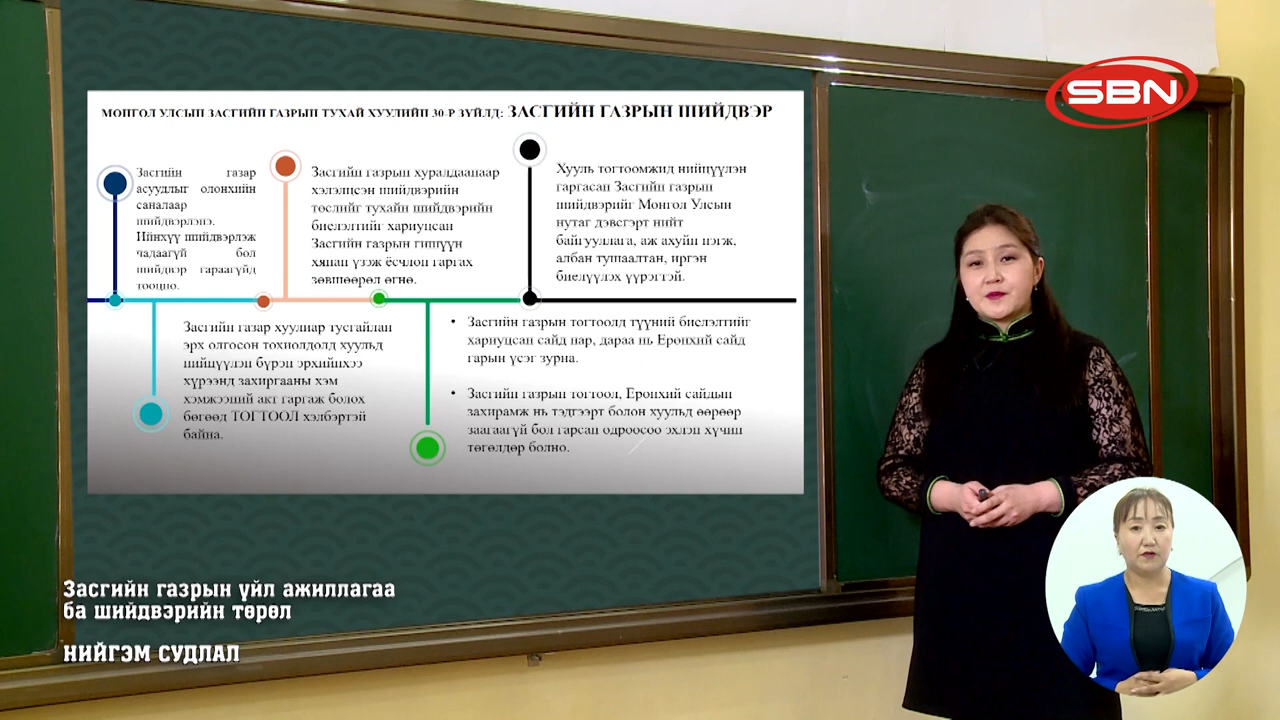 SBN
МОНГОЛ УЛСЫН ЗАСГИЙН ГАЗРЫН ТУХАЙ ХУУЛИЙН 30-Р ЗҮЙЛД: ЗАСГИЙН ГАЗРЫН ШИЙДВЭР
Засгийн газар
асуудлыг олонхийн
саналаар
шийдвэрлэнэ.
Ийнхүү шийдвэрлэж
чадаагүй бол
шийдвэр гараагүйд
тооцно.
Засгийн газрын хуралдаанаар
хэлэлцсэн шийдвэрийн
төслийг тухайн шийдвэрийн
биелэлтийг хариуцсан
Засгийн газрын гишүүн
хянан үзэж ёсчлон гаргах
зөвшөөрөл өгнө.
Хууль тогтоомжид нийцүүлэн
гаргасан Засгийн газрын
шийдвэрийг Монгол Улсын
нутаг дэвсгэрт нийт
байгууллага, аж ахуйн нэгж,
албан тушаалтан, иргэн
биелүүлэх үүрэгтэй.
Засгийн газар хуулиар тусгайлан
эрх олгосон тохиолдолд хуульд
нийцүүлэн бүрэн эрхийнхээ
хүрээнд захиргааны хэм
хэмжээний акт гаргаж болох
бөгөөд ТОГТООЛ хэлбэртэй
байна.
• Засгийн газрын тогтоолд түүний биелэлтийг
хариуцсан сайд нар, дараа нь Ерөнхий сайд
гарын үсэг зурна.
• Засгийн газрын тогтоол, Ерөнхий сайдын
захирамж нь тэдгээрт болон хуульд өөрөөр
заагаагүй бол гарсан өдрөөсөө эхлэн хүчин
төгөлдөр болно.
Засгийн газрын үйл ажиллагаа
ба шийдвэрийн төрөл
НИЙГЭМ СУДЛАЛ